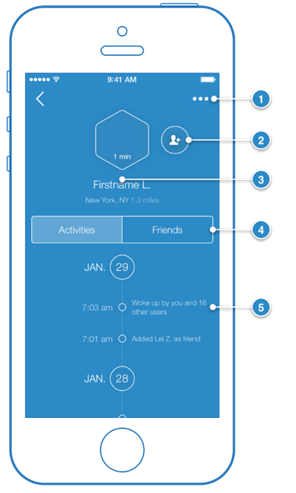 9:41 AM
1
1 min
2
Firstname L.
3
New York, NY 1.3 miles
Activities
Friends
4
JAN. 29
7:03 am
Woke up by you and 16
other users
5
7:01 am
Added Lei Z. as friend
JAN. 28